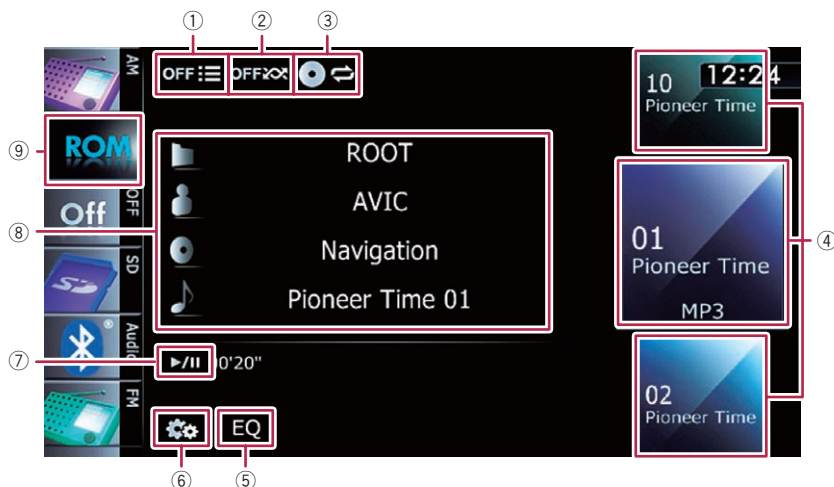 ① ② ③
AM
OFF OFF
10 12:24
Pioneer Time
⑨ ROM
ROOT
OFF
Off
AVIC
⑧
④
01
Pioneer Time
MP3
SD
Navigation
Pioneer Time 01
Audio
⑦ ►/II 00'20"
FM
02
Pioneer Time
EQ
⑥ ⑤